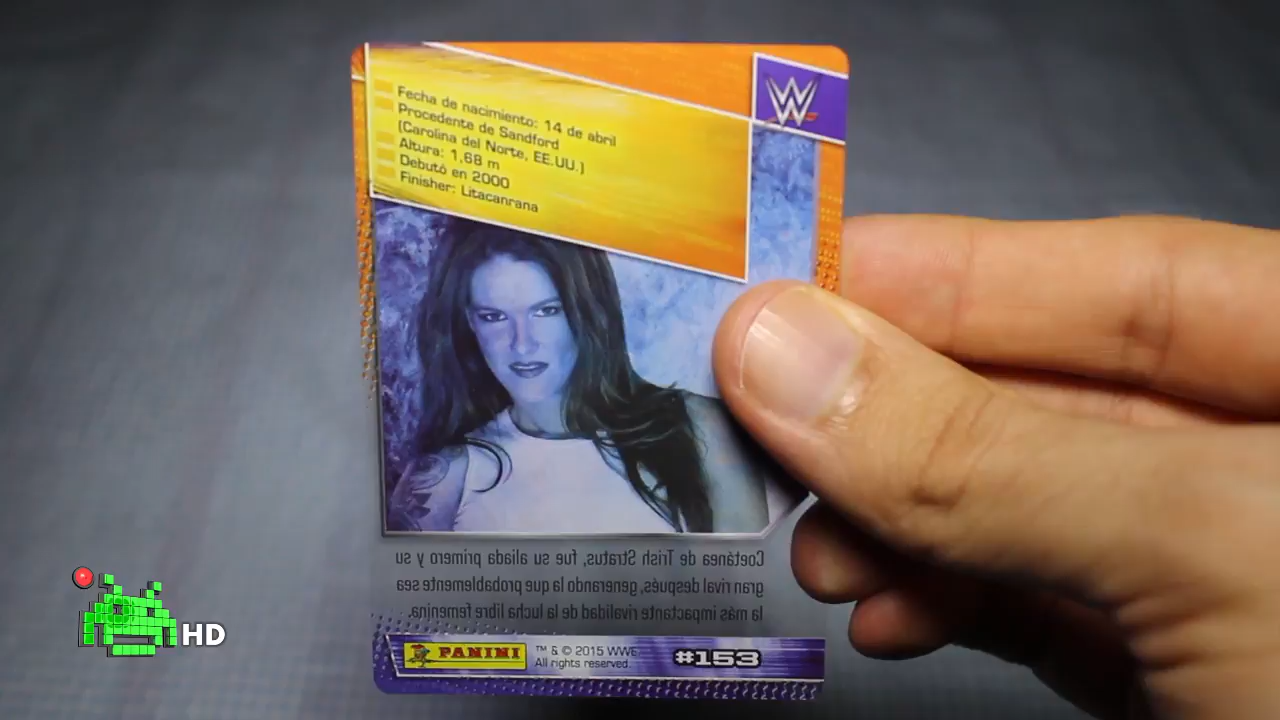 Fecha de nacimiento: 14 de abril
Procedente de Sandford
(Carolina del Norte, EE.UU.)
Altura: 1,68 m
Debutó en 2000
Finisher: Litacanrana
W
Coetánea de Trish Stratus, fue su aliada primero y su
gran rival después, generando la que probablemente sea
la más impactante rivalidad de la lucha libre femenina.
PANINI
™ & © 2015 WWE
All rights reserved.
#153
HD